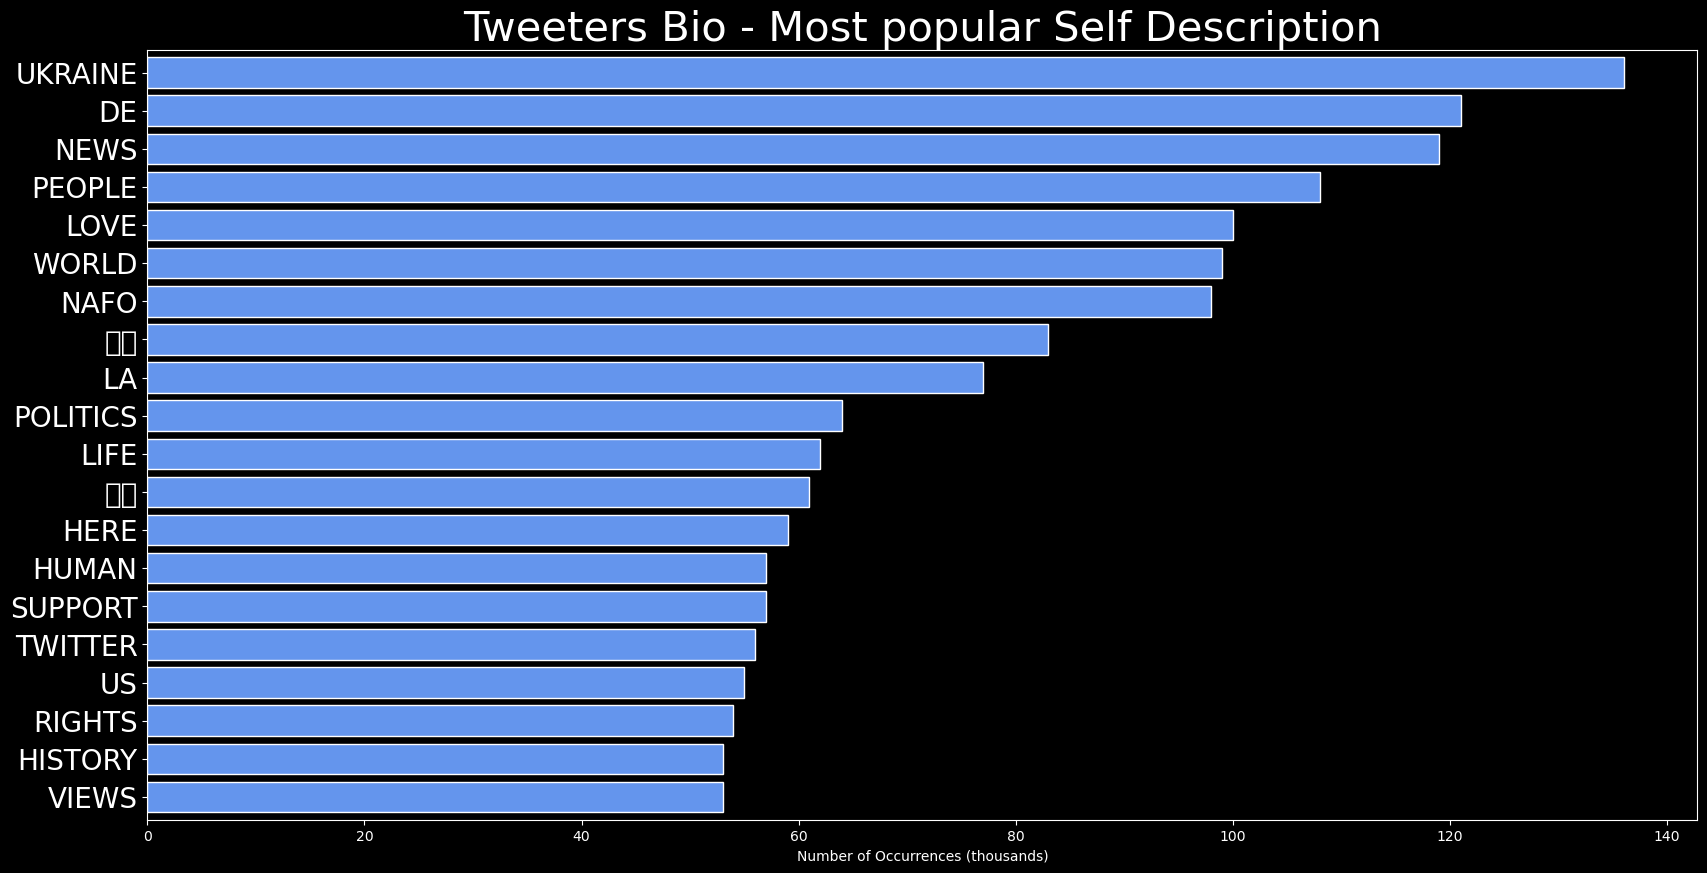 Tweeters Bio - Most popular Self Description
UKRAINE
DE
NEWS
PEOPLE
LOVE
WORLD
NAFO
LA
POLITICS
LIFE
HERE
HUMAN
SUPPORT
TWITTER
US
RIGHTS
HISTORY
VIEWS
0 20 40 60 80 100 120 140
Number of Occurrences (thousands)